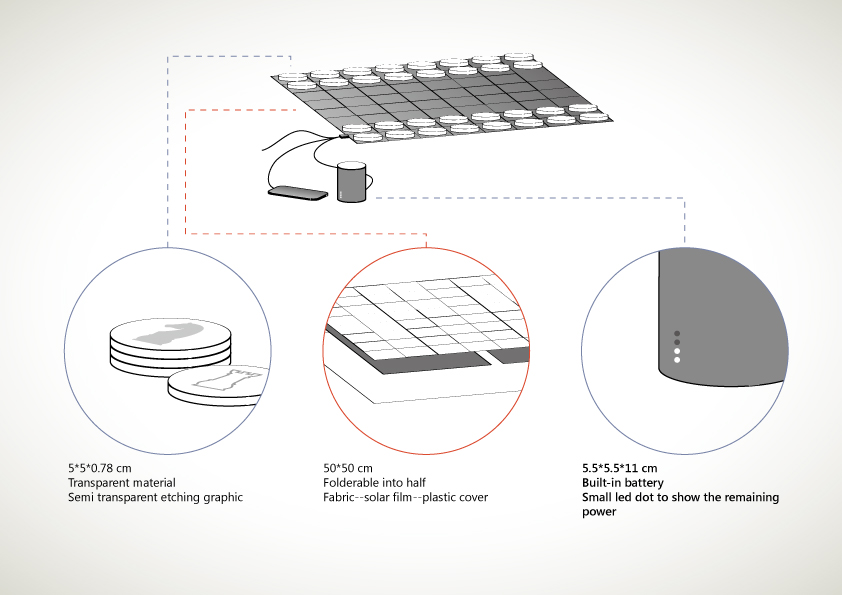 5*5*0.78 cm
Transparent material
Semi transparent etching graphic
50*50 cm
Folderable into half
Fabric--solar film--plastic cover
5.5*5.5*11 cm
Built-in battery
Small led dot to show the remaining
power